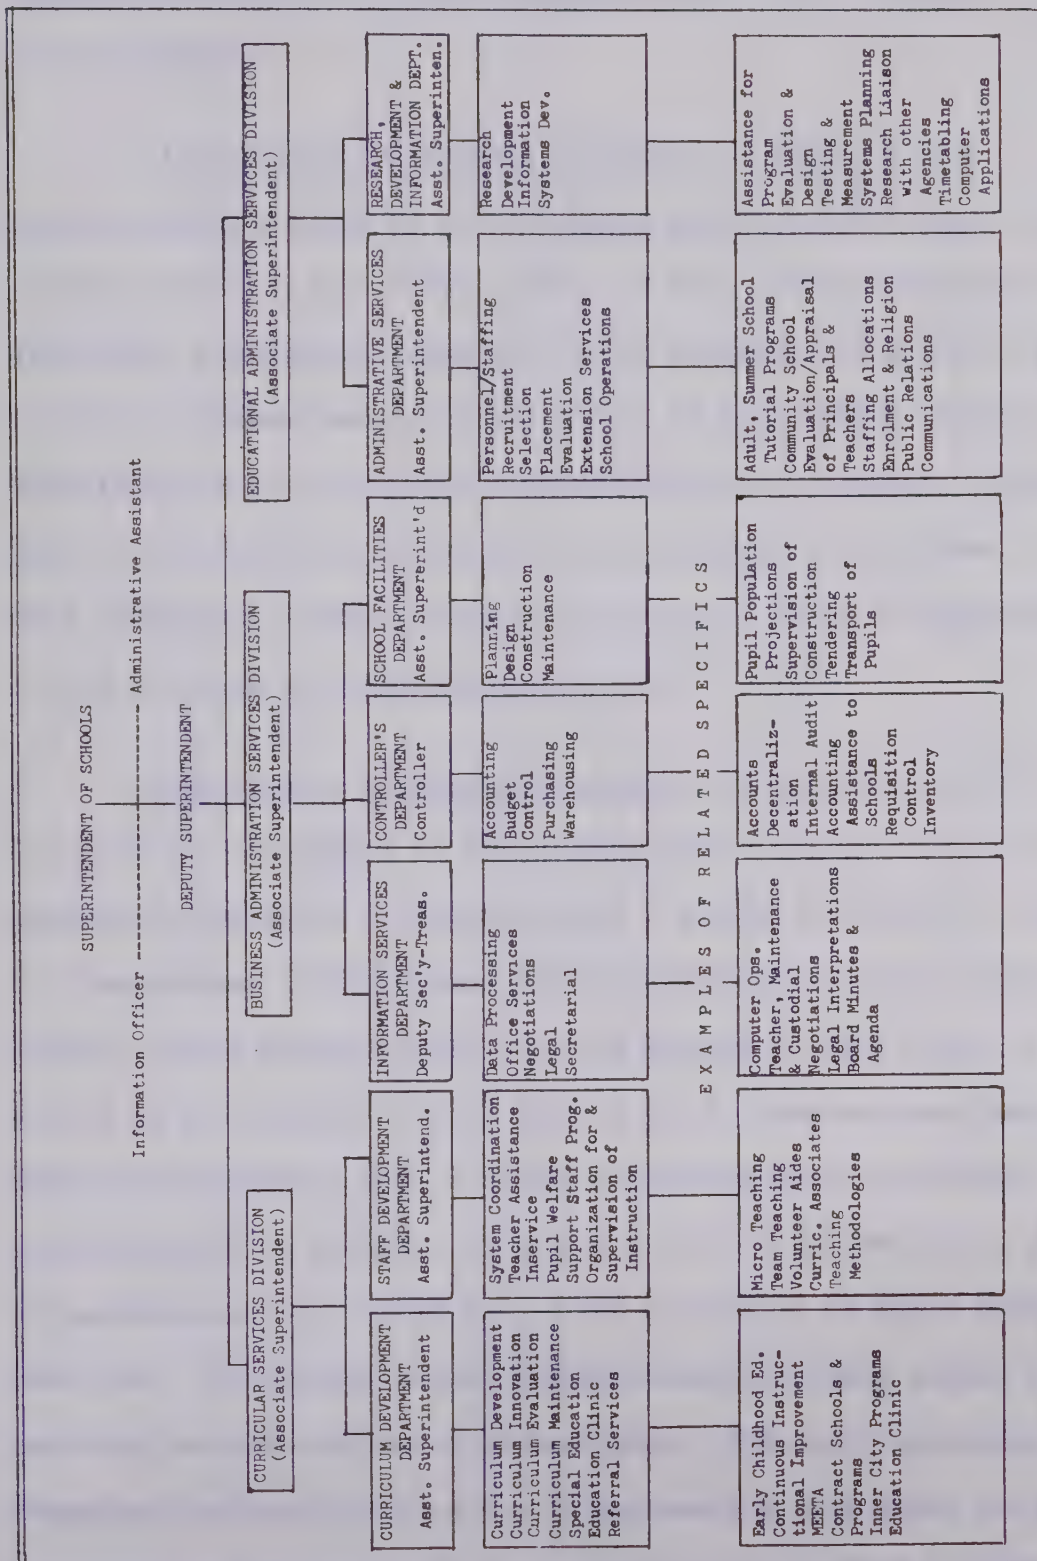 SUPERINTENDENT OF SCHOOLS
Information Officer ---------------------- Administrative Assistant
DEPUTY SUPERINTENDENT
CURRICULAR SERVICES DIVISION
(Associate Superintendent)
BUSINESS ADMINISTRATION SERVICES DIVISION
(Associate Superintendent)
EDUCATIONAL ADMINISTRATION SERVICES DIVISION
(Associate Superintendent)
CURRICULUM DEVELOPMENT
DEPARTMENT
Asst. Superintendent
STAFF DEVELOPMENT
DEPARTMENT
Asst. Superintend.
INFORMATION SERVICES
DEPARTMENT
Deputy Sec'y-Treas.
CONTROLLER'S
DEPARTMENT
Controller
SCHOOL FACILITIES
DEPARTMENT
Asst. Supererint'd
ADMINISTRATIVE SERVICES
DEPARTMENT
Asst. Superintendent
RESEARCH,
DEVELOPMENT &
INFORMATION DEPT.
Asst. Superinten.
Curriculum Development
Curriculum Innovation
Curriculum Evaluation
Curriculum Maintenance
Special Education
Education Clinic
Referral Services
System Coordination
Teacher Assistance
Inservice
Pupil Welfare
Support Staff Prog.
Organization for &
Supervision of
Instruction
Data Processing
Office Services
Negotiations
Legal
Secretarial
Accounting
Budget
Control
Purchasing
Warehousing
Planning
Design
Construction
Maintenance
Personnel/Staffing
Recruitment
Selection
Placement
Evaluation
Extension Services
School Operations
Research
Development
Information
Systems Dev.
EXAMPLES OF RELATED SPECIFICS
Early Childhood Ed.
Continuous Instruc-
tional Improvement
MEETA
Contract Schools &
Programs
Inner City Programs
Education Clinic
Micro Teaching
Team Teaching
Volunteer Aides
Curric. Associates
Teaching
Methodologies
Computer Ops.
Teacher, Maintenance
& Custodial
Negotiations
Legal Interpretations
Board Minutes &
Agenda
Accounts
Decentraliz-
ation
Internal Audit
Accounting
Assistance to
Schools
Requisition
Control
Inventory
Pupil Population
Projections
Supervision of
Construction
Tendering
Transport of
Pupils
Adult, Summer School
Tutorial Programs
Community School
Evaluation/Appraisal
of Principals &
Teachers
Staffing Allocations
Enrolment & Religion
Public Relations
Communications
Assistance for
Program
Evaluation &
Design
Testing &
Measurement
Systems Planning
Research Liaison
with other
Agencies
Timetabling
Computer
Applications